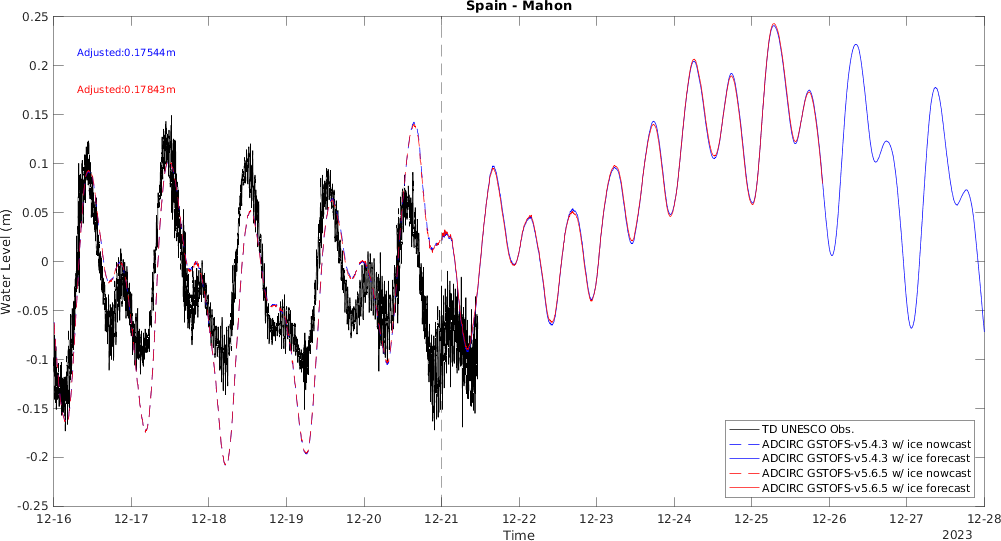 Spain - Mahon
0.25
0.2
0.15
0.1
0.05
0
-0.05
-0.1
-0.15
-0.2
-0.25
Water Level (m)
Adjusted:0.17544m
Adjusted:0.17843m
TD UNESCO Obs.
ADCIRC GSTOFS-v5.4.3 w/ ice nowcast
ADCIRC GSTOFS-v5.4.3 w/ ice forecast
ADCIRC GSTOFS-v5.6.5 w/ ice nowcast
ADCIRC GSTOFS-v5.6.5 w/ ice forecast
12-16 12-17 12-18 12-19 12-20 12-21 12-22 12-23 12-24 12-25 12-26 12-27 12-28
Time
2023